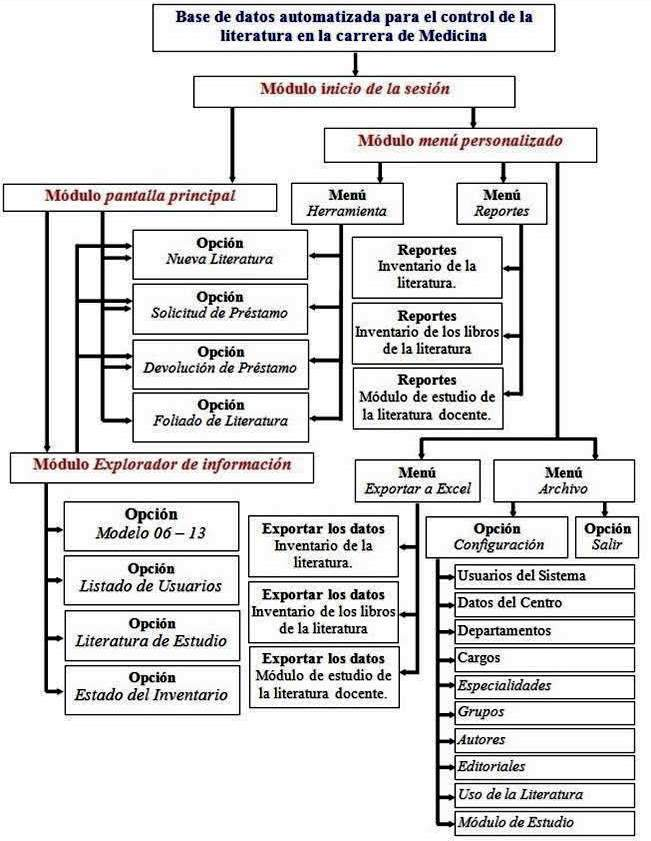 Base de datos automatizada para el control de la
literatura en la carrera de Medicina
Módulo inicio de la sesión
Módulo menú personalizado
Módulo pantalla principal
Menú
Herramienta
Menú
Reportes
Opción
Nueva Literatura
Opción
Solicitud de Préstamo
Opción
Devolución de Préstamo
Opción
Foliado de Literatura
Reportes
Inventario de la
literatura.
Reportes
Inventario de los libros
de la literatura
Reportes
Módulo de estudio de
la literatura docente.
Módulo Explorador de información
Menú
Exportar a Excel
Menú
Archivo
Opción
Modelo 06 – 13
Opción
Listado de Usuarios
Opción
Literatura de Estudio
Opción
Estado del Inventario
Exportar los datos
Inventario de la
literatura.
Exportar los datos
Inventario de los libros
de la literatura
Exportar los datos
Módulo de estudio de
la literatura docente.
Opción
Configuración
Opción
Salir
Usuarios del Sistema
Datos del Centro
Departamentos
Cargos
Especialidades
Grupos
Autores
Editoriales
Uso de la Literatura
Módulo de Estudio